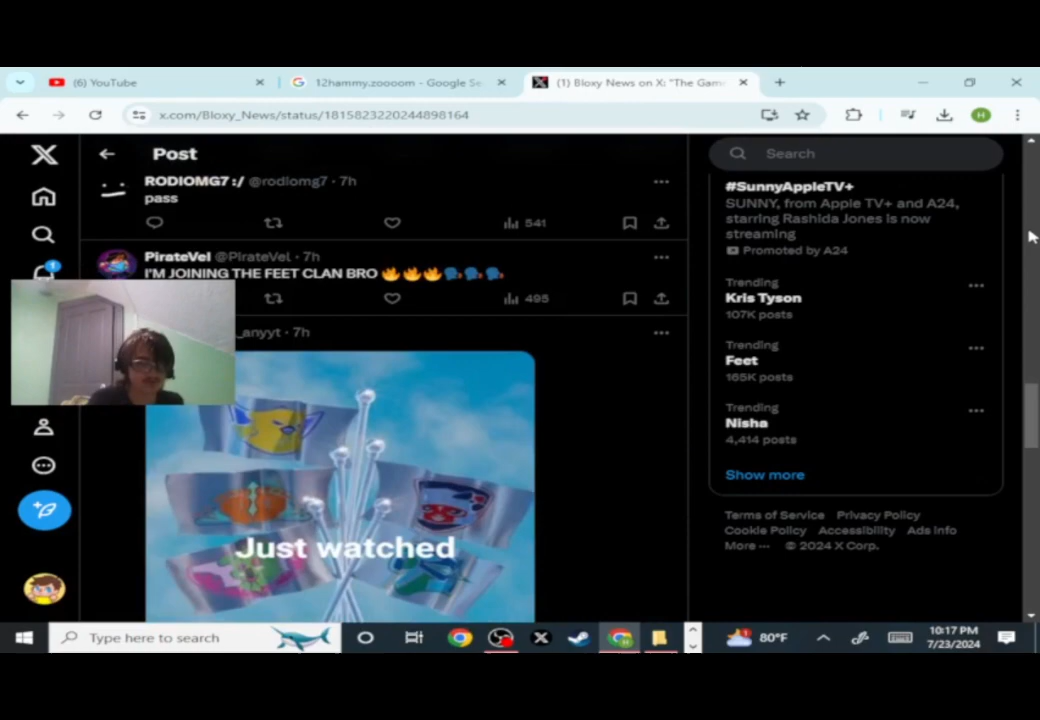 (6) YouTube
12hammy.zoooom - Google Se
(1) Bloxy News on X: "The Gam
x.com/Bloxy_News/status/1815823220244898164
H
Post
Search
RODIOMG7 :/ @rodiomg7 · 7h
pass
541
PirateVel @PirateVel · 7h
I'M JOINING THE FEET CLAN BRO 🔥🔥🔥🗣️🗣️🗣️
495
_anyyt · 7h
Just watched
1
#SunnyAppleTV+
SUNNY, from Apple TV+ and A24,
starring Rashida Jones is now
streaming
Promoted by A24
Trending
Kris Tyson
107K posts
Trending
Feet
165K posts
Trending
Nisha
4,414 posts
Show more
Terms of Service Privacy Policy
Cookie Policy Accessibility Ads info
More ··· © 2024 X Corp.
Type here to search
80°F
10:17 PM
7/23/2024